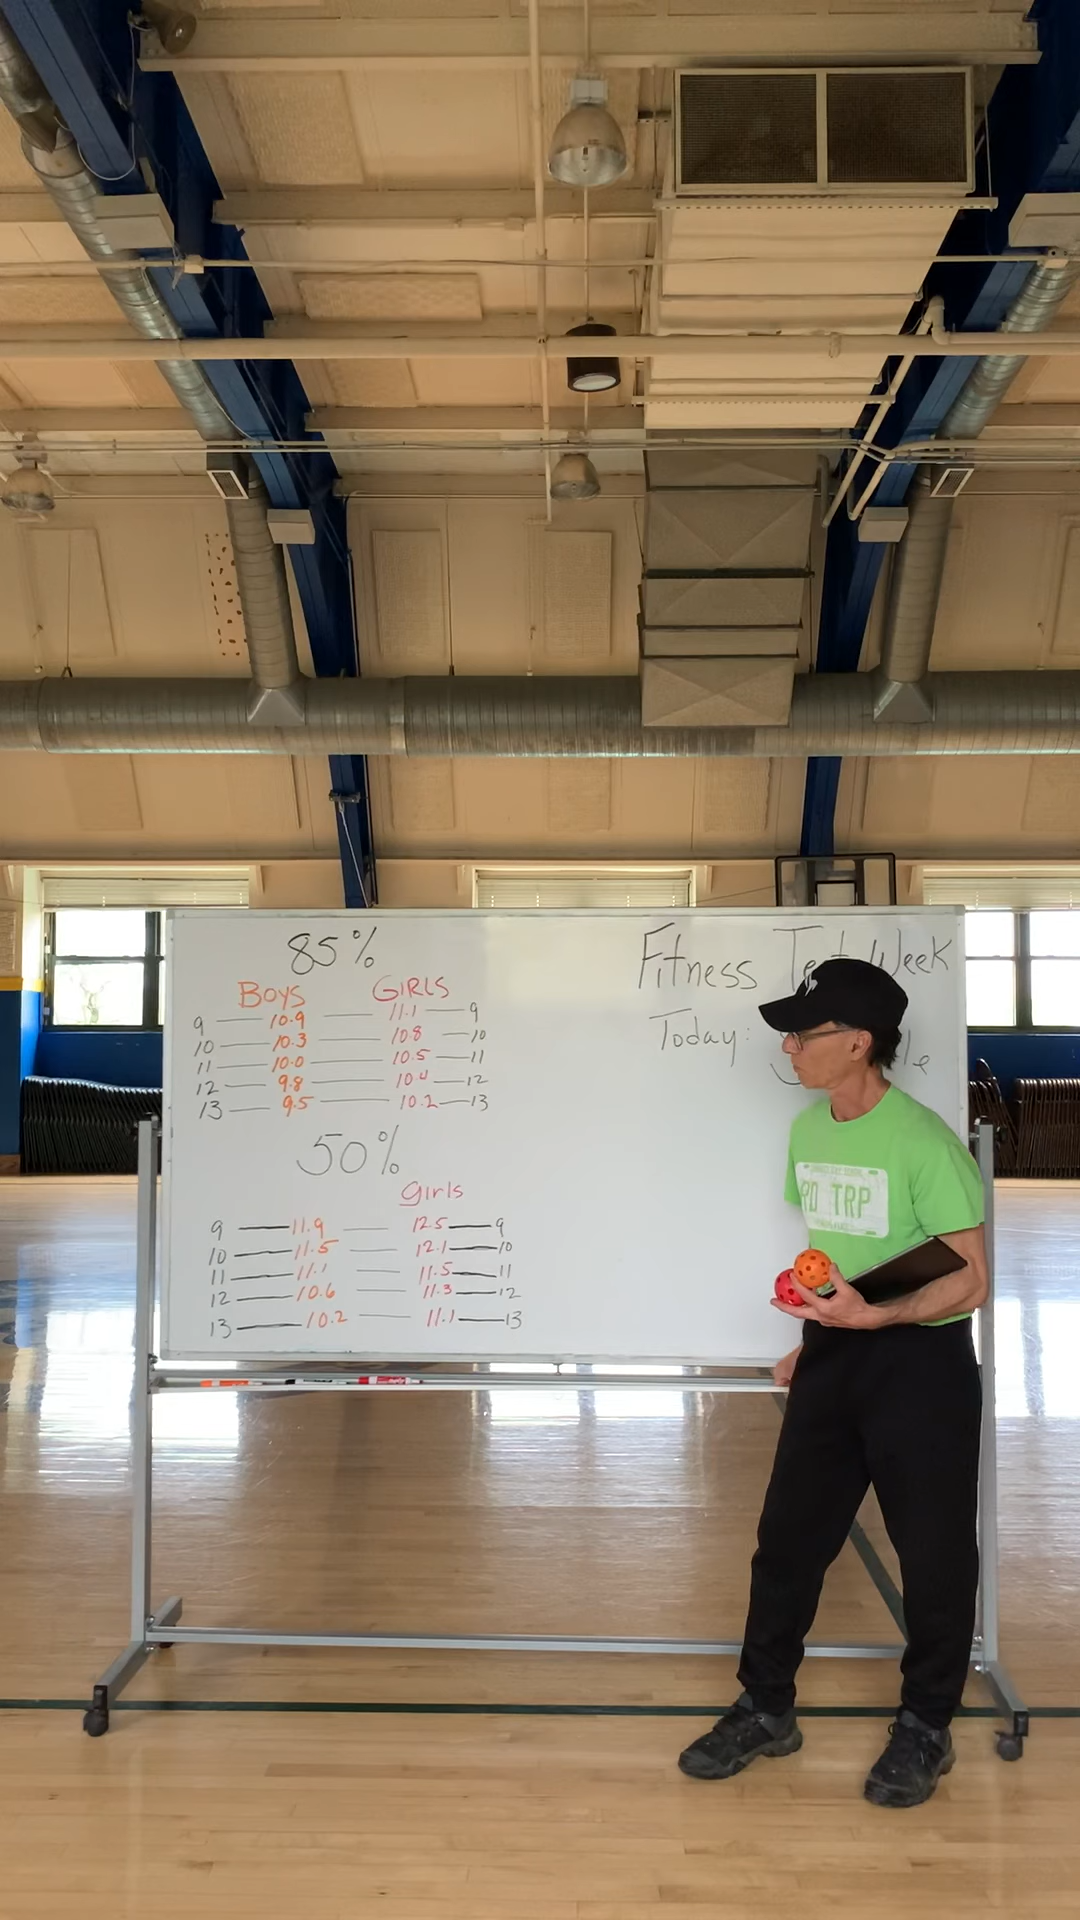 85%
BOYS GIRLS
9 — 10.9 — 11.1 — 9
10 — 10.3 — 10.8 — 10
11 — 10.0 — 10.5 — 11
12 — 9.8 — 10.4 — 12
13 — 9.5 — 10.2 — 13
50%
Girls
9 — 11.9 — 12.5 — 9
10 — 11.5 — 12.1 — 10
11 — 11.1 — 11.5 — 11
12 — 10.6 — 11.3 — 12
13 — 10.2 — 11.1 — 13
Fitness Test Week
Today:
RD TRP